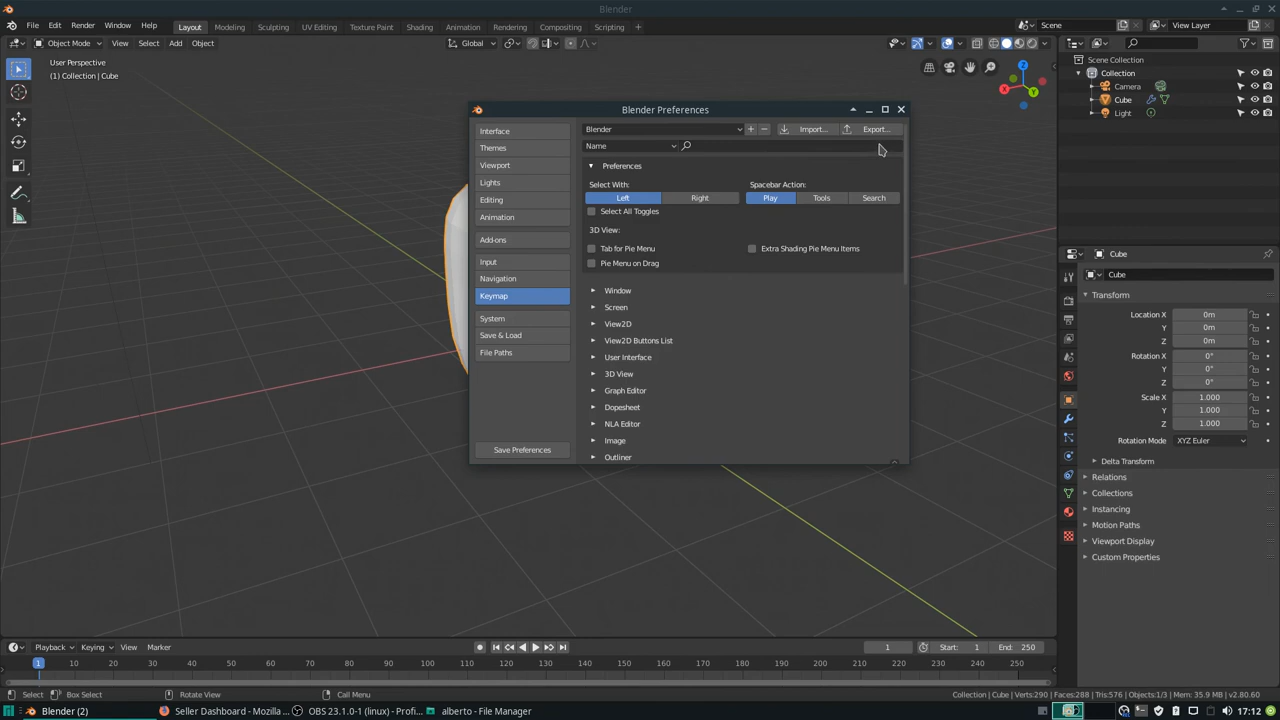 Blender
File Edit Render Window Help Layout Modeling Sculpting UV Editing Texture Paint Shading Animation Rendering Compositing Scripting + Scene View Layer
Object Mode View Select Add Object Global
User Perspective
(1) Collection | Cube
Z
X
Y
Scene Collection
Collection
Camera
Cube
Light
Blender Preferences
Interface
Themes
Viewport
Lights
Editing
Animation
Add-ons
Input
Navigation
Keymap
System
Save & Load
File Paths
Save Preferences
Blender + − Import... Export...
Name
Preferences
Select With: Spacebar Action:
Left Right Play Tools Search
Select All Toggles
3D View:
Tab for Pie Menu Extra Shading Pie Menu Items
Pie Menu on Drag
Window
Screen
View2D
View2D Buttons List
User Interface
3D View
Graph Editor
Dopesheet
NLA Editor
Image
Outliner
Cube
Cube
Transform
Location X 0m
Y 0m
Z 0m
Rotation X 0°
Y 0°
Z 0°
Scale X 1.000
Y 1.000
Z 1.000
Rotation Mode XYZ Euler
Delta Transform
Relations
Collections
Instancing
Motion Paths
Viewport Display
Custom Properties
Playback Keying View Marker 1 Start: 1 End: 250
1 10 20 30 40 50 60 70 80 90 100 110 120 130 140 150 160 170 180 190 200 210 220 230 240 250
Select Box Select Rotate View Call Menu Collection | Cube | Verts:290 | Faces:288 | Tris:576 | Objects:1/3 | Mem: 35.9 MB | v2.80.60
Blender (2) Seller Dashboard - Mozilla ... OBS 23.1.0-1 (linux) - Profi... alberto - File Manager 17:12